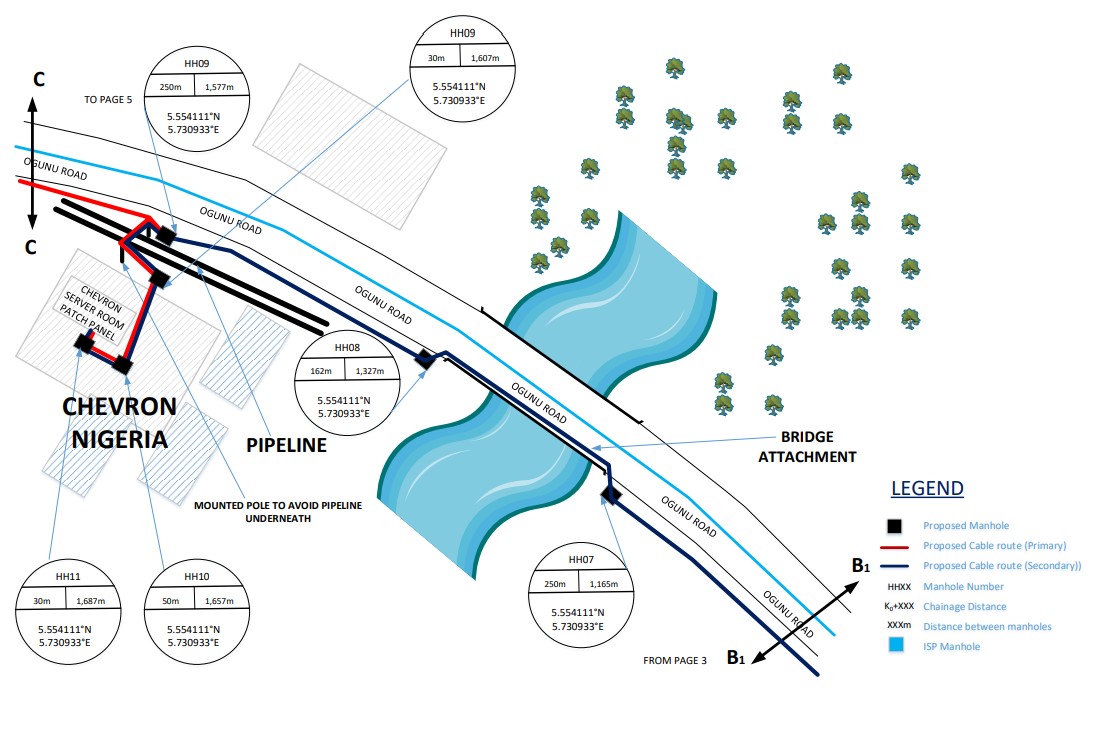 C
TO PAGE 5
HH09
250m 1,577m
5.554111°N
5.730933°E
HH09
30m 1,607m
5.554111°N
5.730933°E
OGUNU ROAD
C
OGUNU ROAD
CHEVRON
SERVER ROOM
PATCH PANEL
OGUNU ROAD
HH08
162m 1,327m
5.554111°N
5.730933°E
OGUNU ROAD
CHEVRON
NIGERIA
PIPELINE
BRIDGE
ATTACHMENT
MOUNTED POLE TO AVOID PIPELINE
UNDERNEATH
OGUNU ROAD
HH11
30m 1,687m
5.554111°N
5.730933°E
HH10
50m 1,657m
5.554111°N
5.730933°E
HH07
250m 1,165m
5.554111°N
5.730933°E
OGUNU ROAD
B1
FROM PAGE 3
B1
LEGEND
Proposed Manhole
Proposed Cable route (Primary)
Proposed Cable route (Secondary))
HHXX Manhole Number
K0+XXX Chainage Distance
XXXm Distance between manholes
ISP Manhole